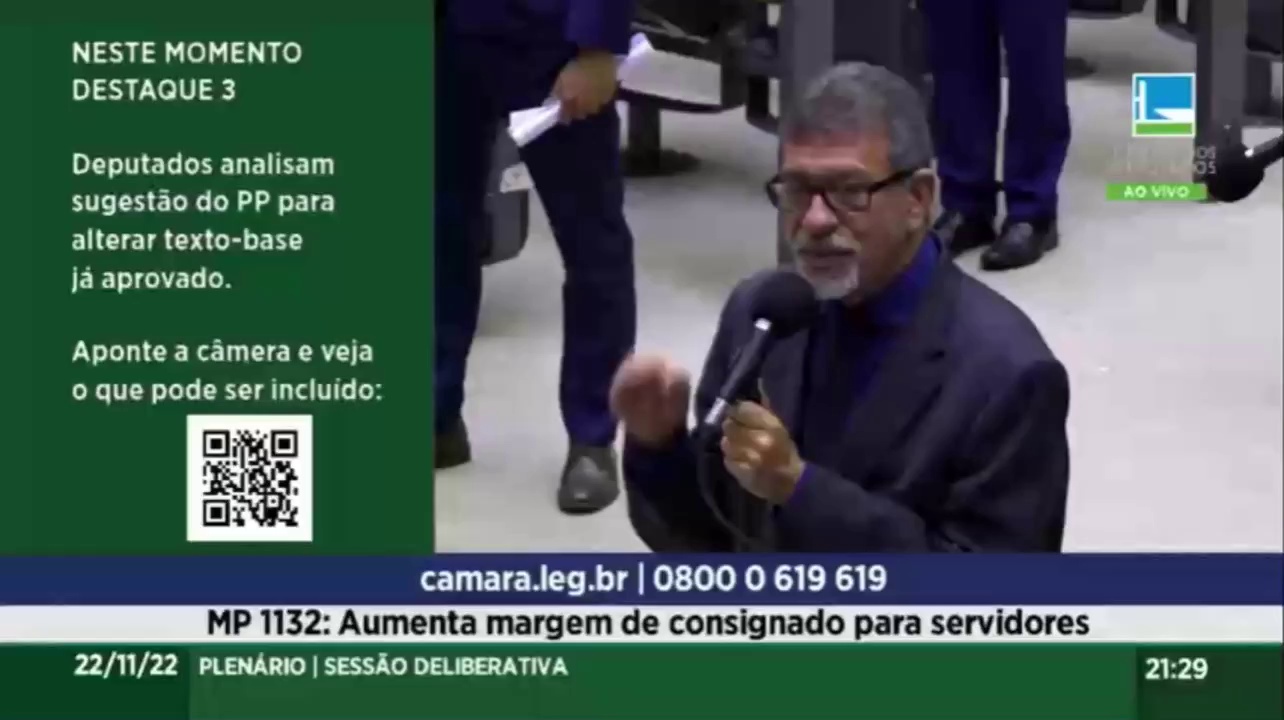 NESTE MOMENTO
DESTAQUE 3
Deputados analisam
sugestão do PP para
alterar texto-base
já aprovado.
Aponte a câmera e veja
o que pode ser incluído:
AO VIVO
camara.leg.br | 0800 0 619 619
MP 1132: Aumenta margem de consignado para servidores
22/11/22 PLENÁRIO | SESSÃO DELIBERATIVA 21:29